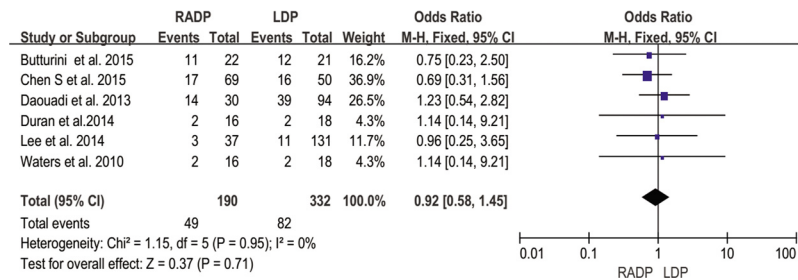 RADP LDP Odds Ratio Odds Ratio
Study or Subgroup Events Total Events Total Weight M-H, Fixed, 95% CI M-H, Fixed, 95% CI
Butturini et al. 2015 11 22 12 21 16.2% 0.75 [0.23, 2.50]
Chen S et al. 2015 17 69 16 50 36.9% 0.69 [0.31, 1.56]
Daouadi et al. 2013 14 30 39 94 26.5% 1.23 [0.54, 2.82]
Duran et al.2014 2 16 2 18 4.3% 1.14 [0.14, 9.21]
Lee et al. 2014 3 37 11 131 11.7% 0.96 [0.25, 3.65]
Waters et al. 2010 2 16 2 18 4.3% 1.14 [0.14, 9.21]
Total (95% CI) 190 332 100.0% 0.92 [0.58, 1.45]
Total events 49 82
Heterogeneity: Chi² = 1.15, df = 5 (P = 0.95); I² = 0%
Test for overall effect: Z = 0.37 (P = 0.71)
0.01 0.1 1 10 100
RADP LDP